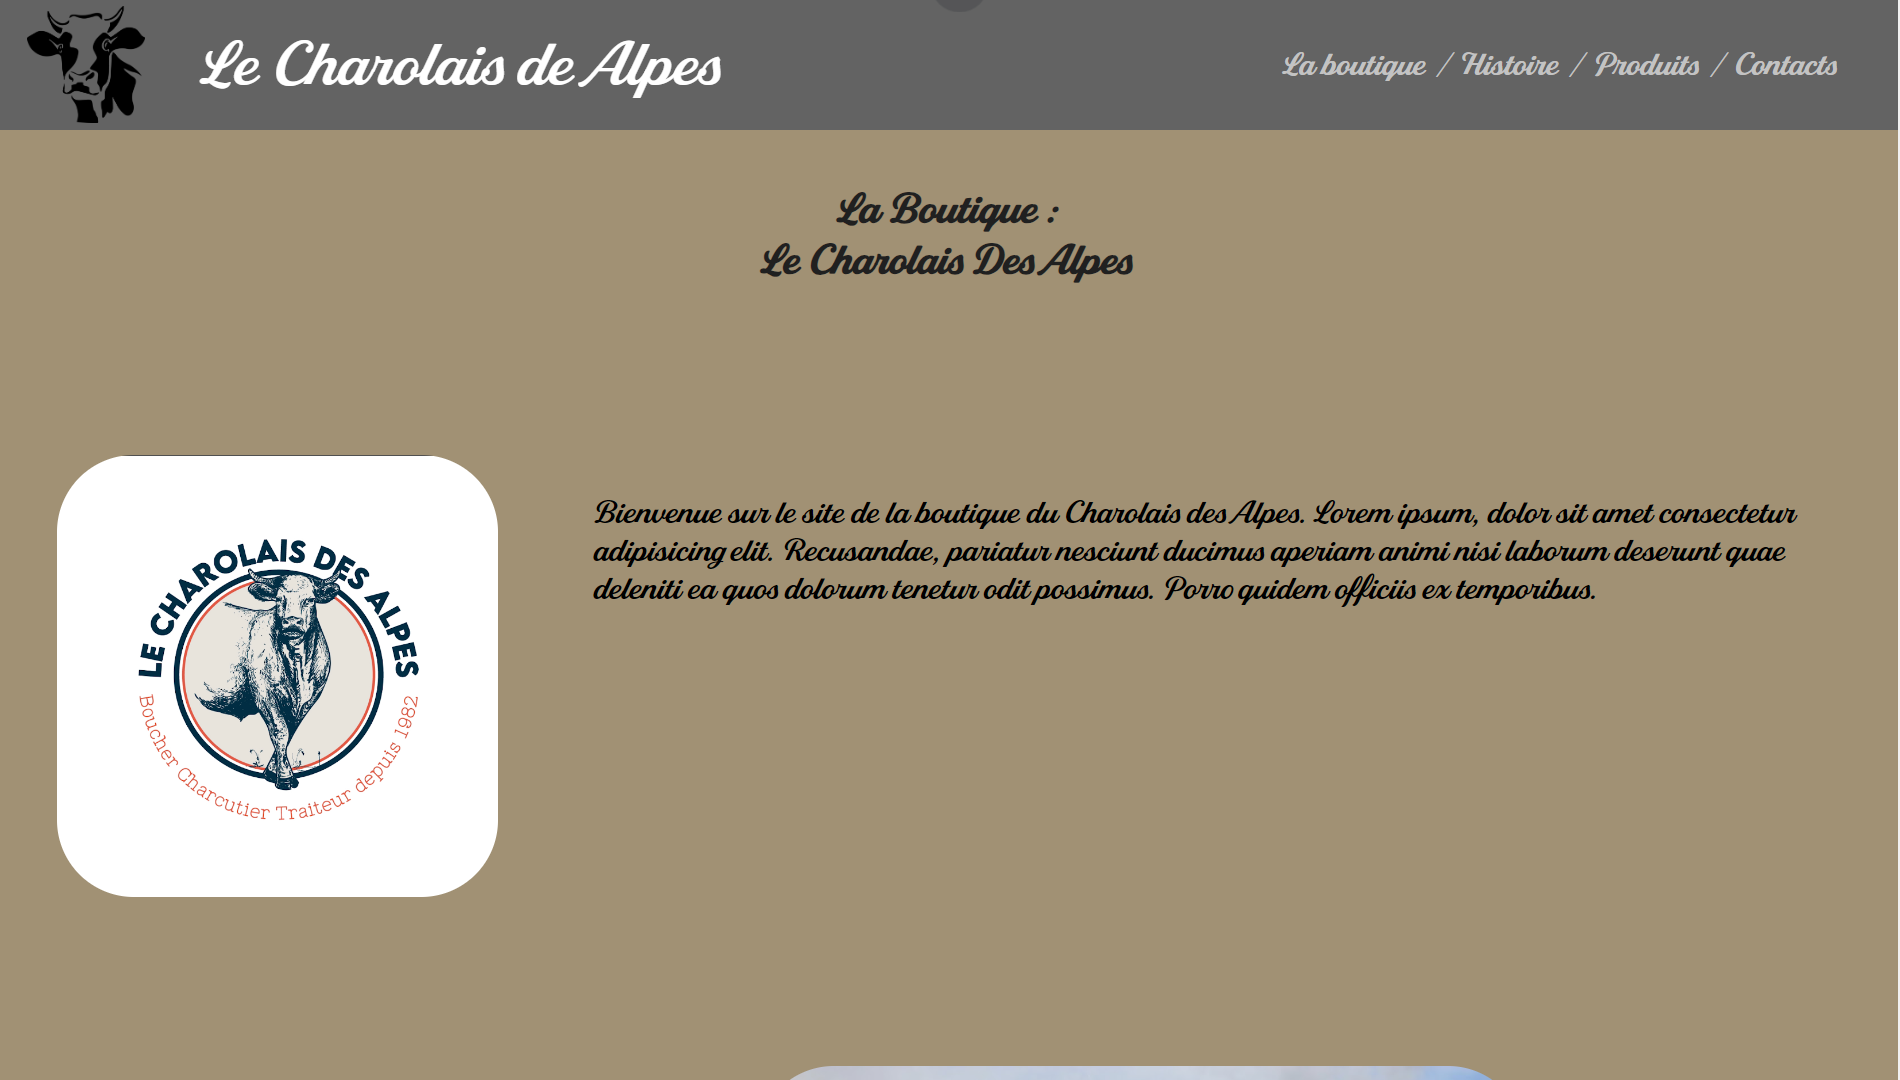 Le Charolais de Alpes
La boutique / Histoire / Produits / Contacts
La Boutique :
Le Charolais Des Alpes
LE CHAROLAIS DES ALPES
Boucher Charcutier Traiteur depuis 1982
Bienvenue sur le site de la boutique du Charolais des Alpes. Lorem ipsum, dolor sit amet consectetur
adipisicing elit. Recusandae, pariatur nesciunt ducimus aperiam animi nisi laborum deserunt quae
deleniti ea quos dolorum tenetur odit possimus. Porro quidem officiis ex temporibus.